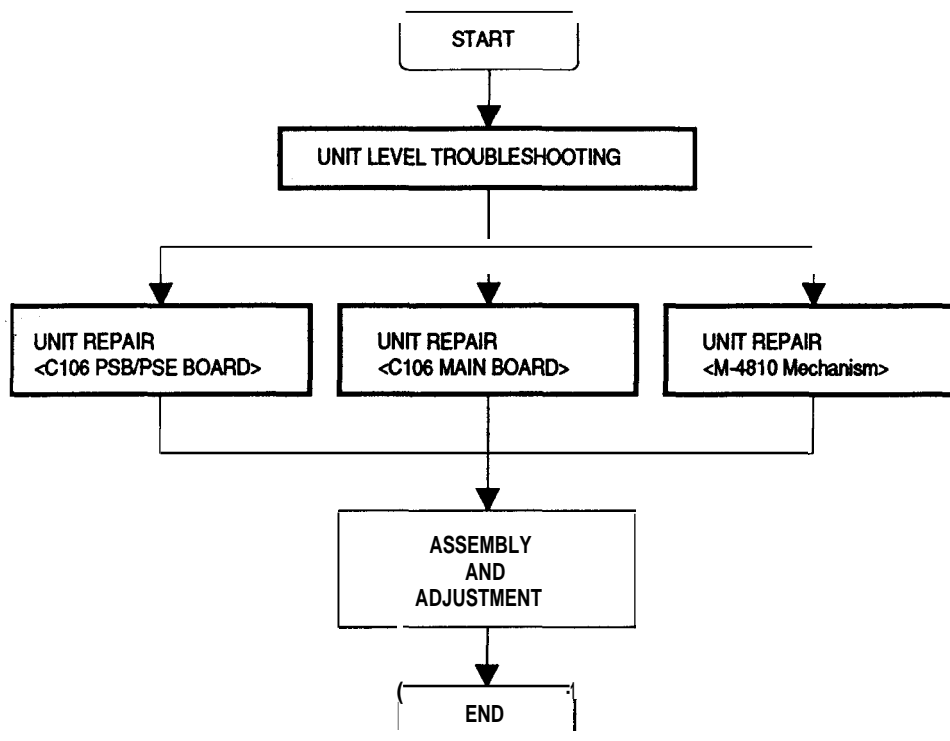 START
UNIT LEVEL TROUBLESHOOTING
UNIT REPAIR
<C106 PSB/PSE BOARD>
UNIT REPAIR
<C106 MAIN BOARD>
UNIT REPAIR
<M-4810 Mechanism>
ASSEMBLY
AND
ADJUSTMENT
END